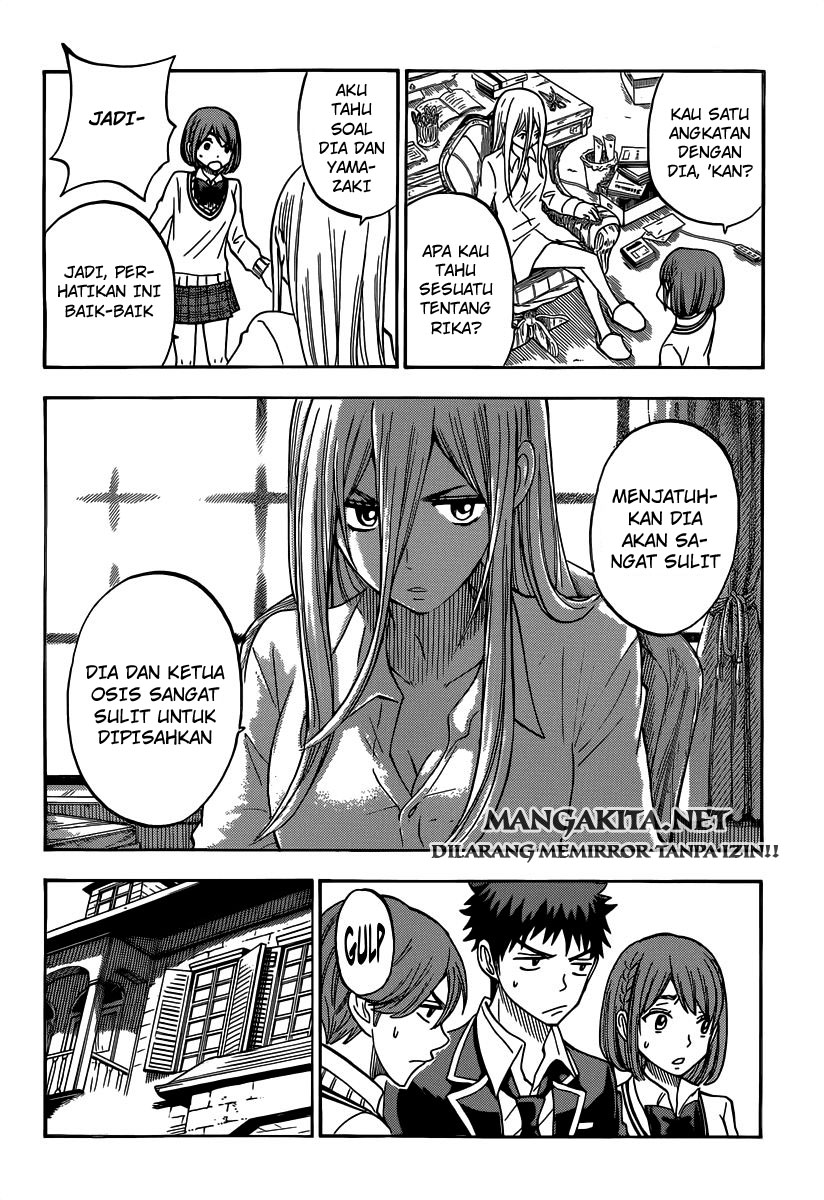 KAU SATU
ANGKATAN
DENGAN
DIA, 'KAN?
APA KAU
TAHU
SESUATU
TENTANG
RIKA?
AKU
TAHU
SOAL
DIA DAN
YAMA-
ZAKI
JADI-
JADI, PER-
HATIKAN INI
BAIK-BAIK
MENJATUH-
KAN DIA
AKAN SA-
NGAT SULIT
DIA DAN KETUA
OSIS SANGAT
SULIT UNTUK
DIPISAHKAN
MANGAKITA.NET
DILARANG MEMIRROR TANPA IZIN!!
GULP